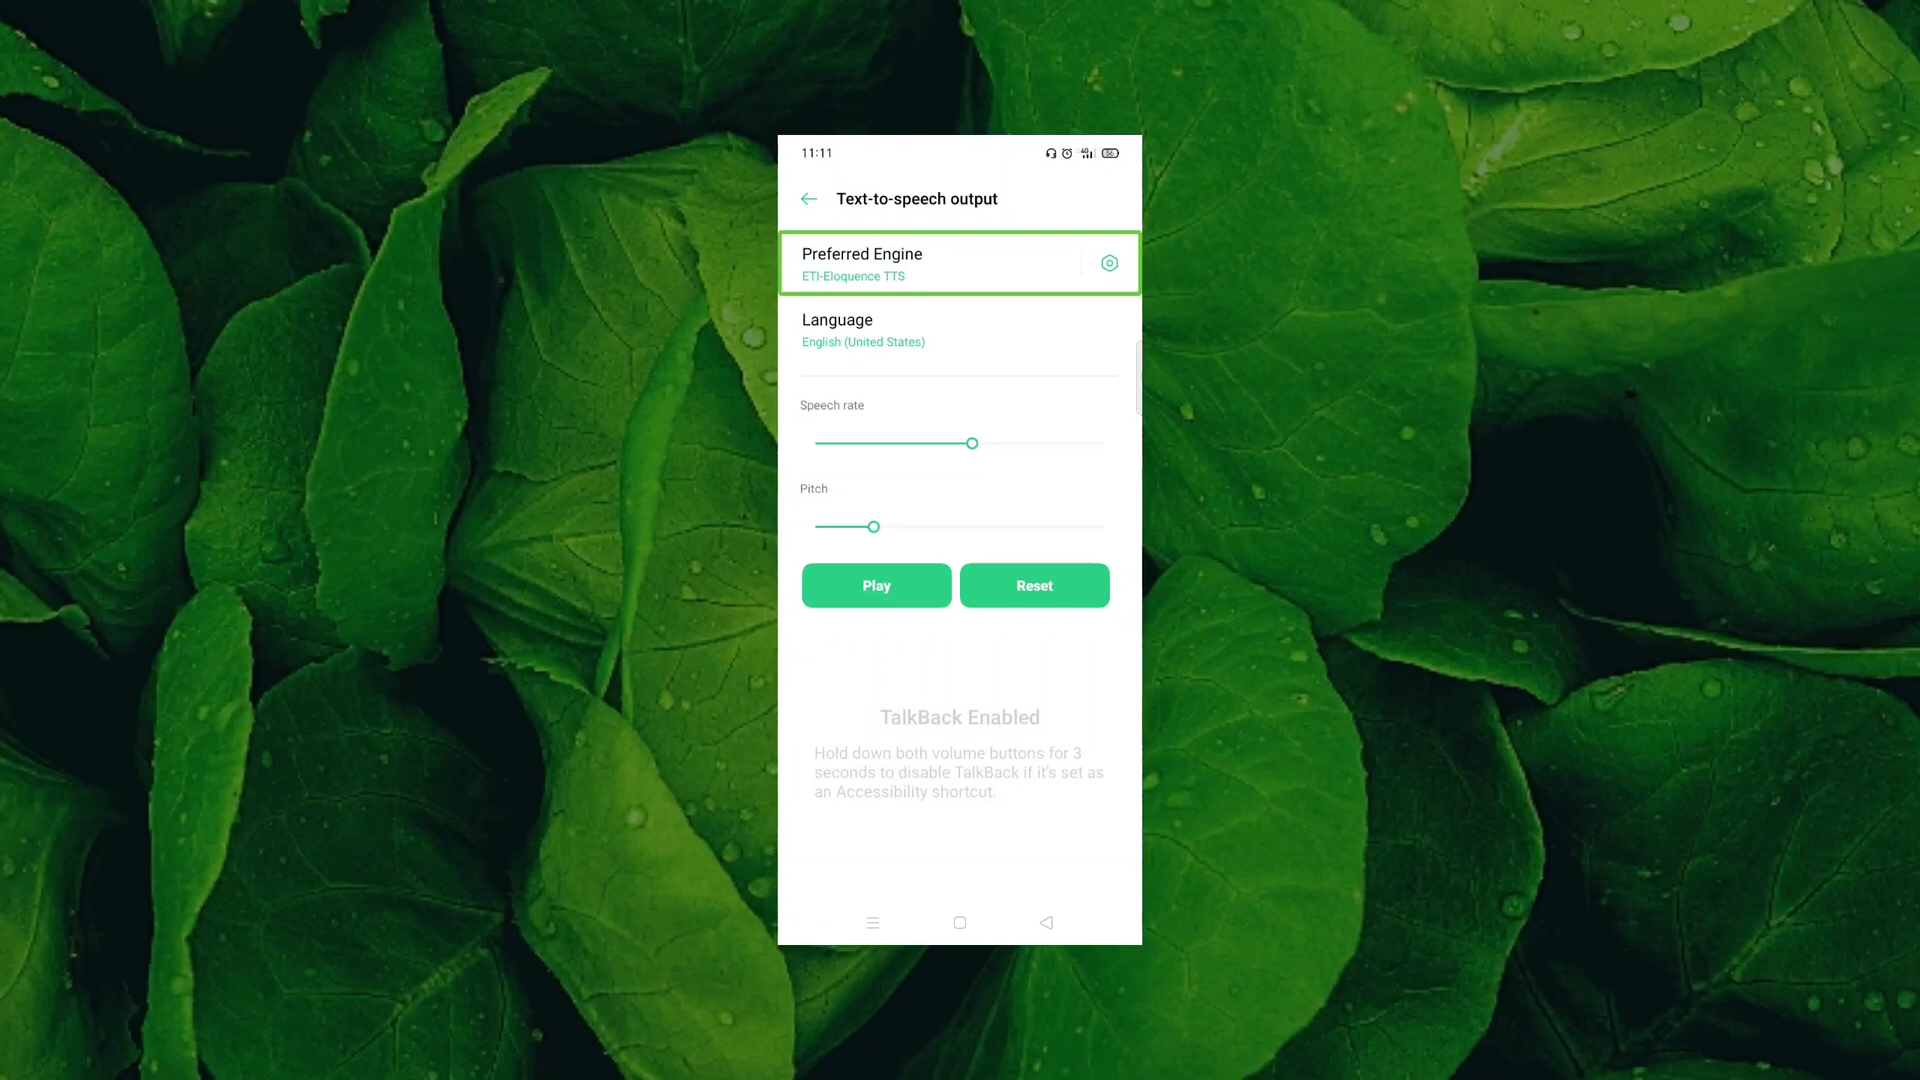 11:11
4G
56
Text-to-speech output
Preferred Engine
ETI-Eloquence TTS
Language
English (United States)
Speech rate
Pitch
Play
Reset
TalkBack Enabled
Hold down both volume buttons for 3
seconds to disable TalkBack if it's set as
an Accessibility shortcut.